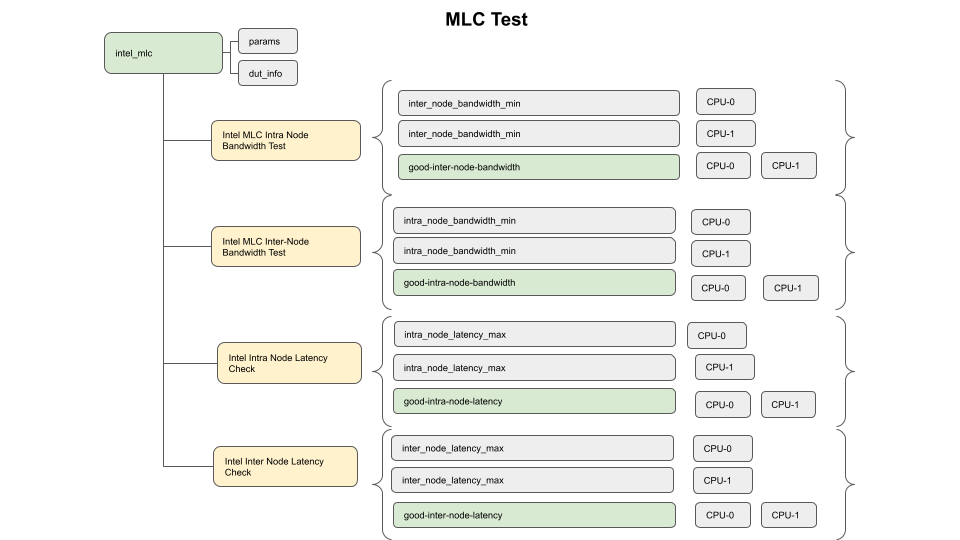 MLC Test
intel_mlc
params
dut_info
Intel MLC Intra Node
Bandwidth Test
inter_node_bandwidth_min
CPU-0
inter_node_bandwidth_min
CPU-1
good-inter-node-bandwidth
CPU-0
CPU-1
Intel MLC Inter-Node
Bandwidth Test
intra_node_bandwidth_min
CPU-0
intra_node_bandwidth_min
CPU-1
good-intra-node-bandwidth
CPU-0
CPU-1
Intel Intra Node Latency
Check
intra_node_latency_max
CPU-0
intra_node_latency_max
CPU-1
good-intra-node-latency
CPU-0
CPU-1
Intel Inter Node Latency
Check
inter_node_latency_max
CPU-0
inter_node_latency_max
CPU-1
good-inter-node-latency
CPU-0
CPU-1